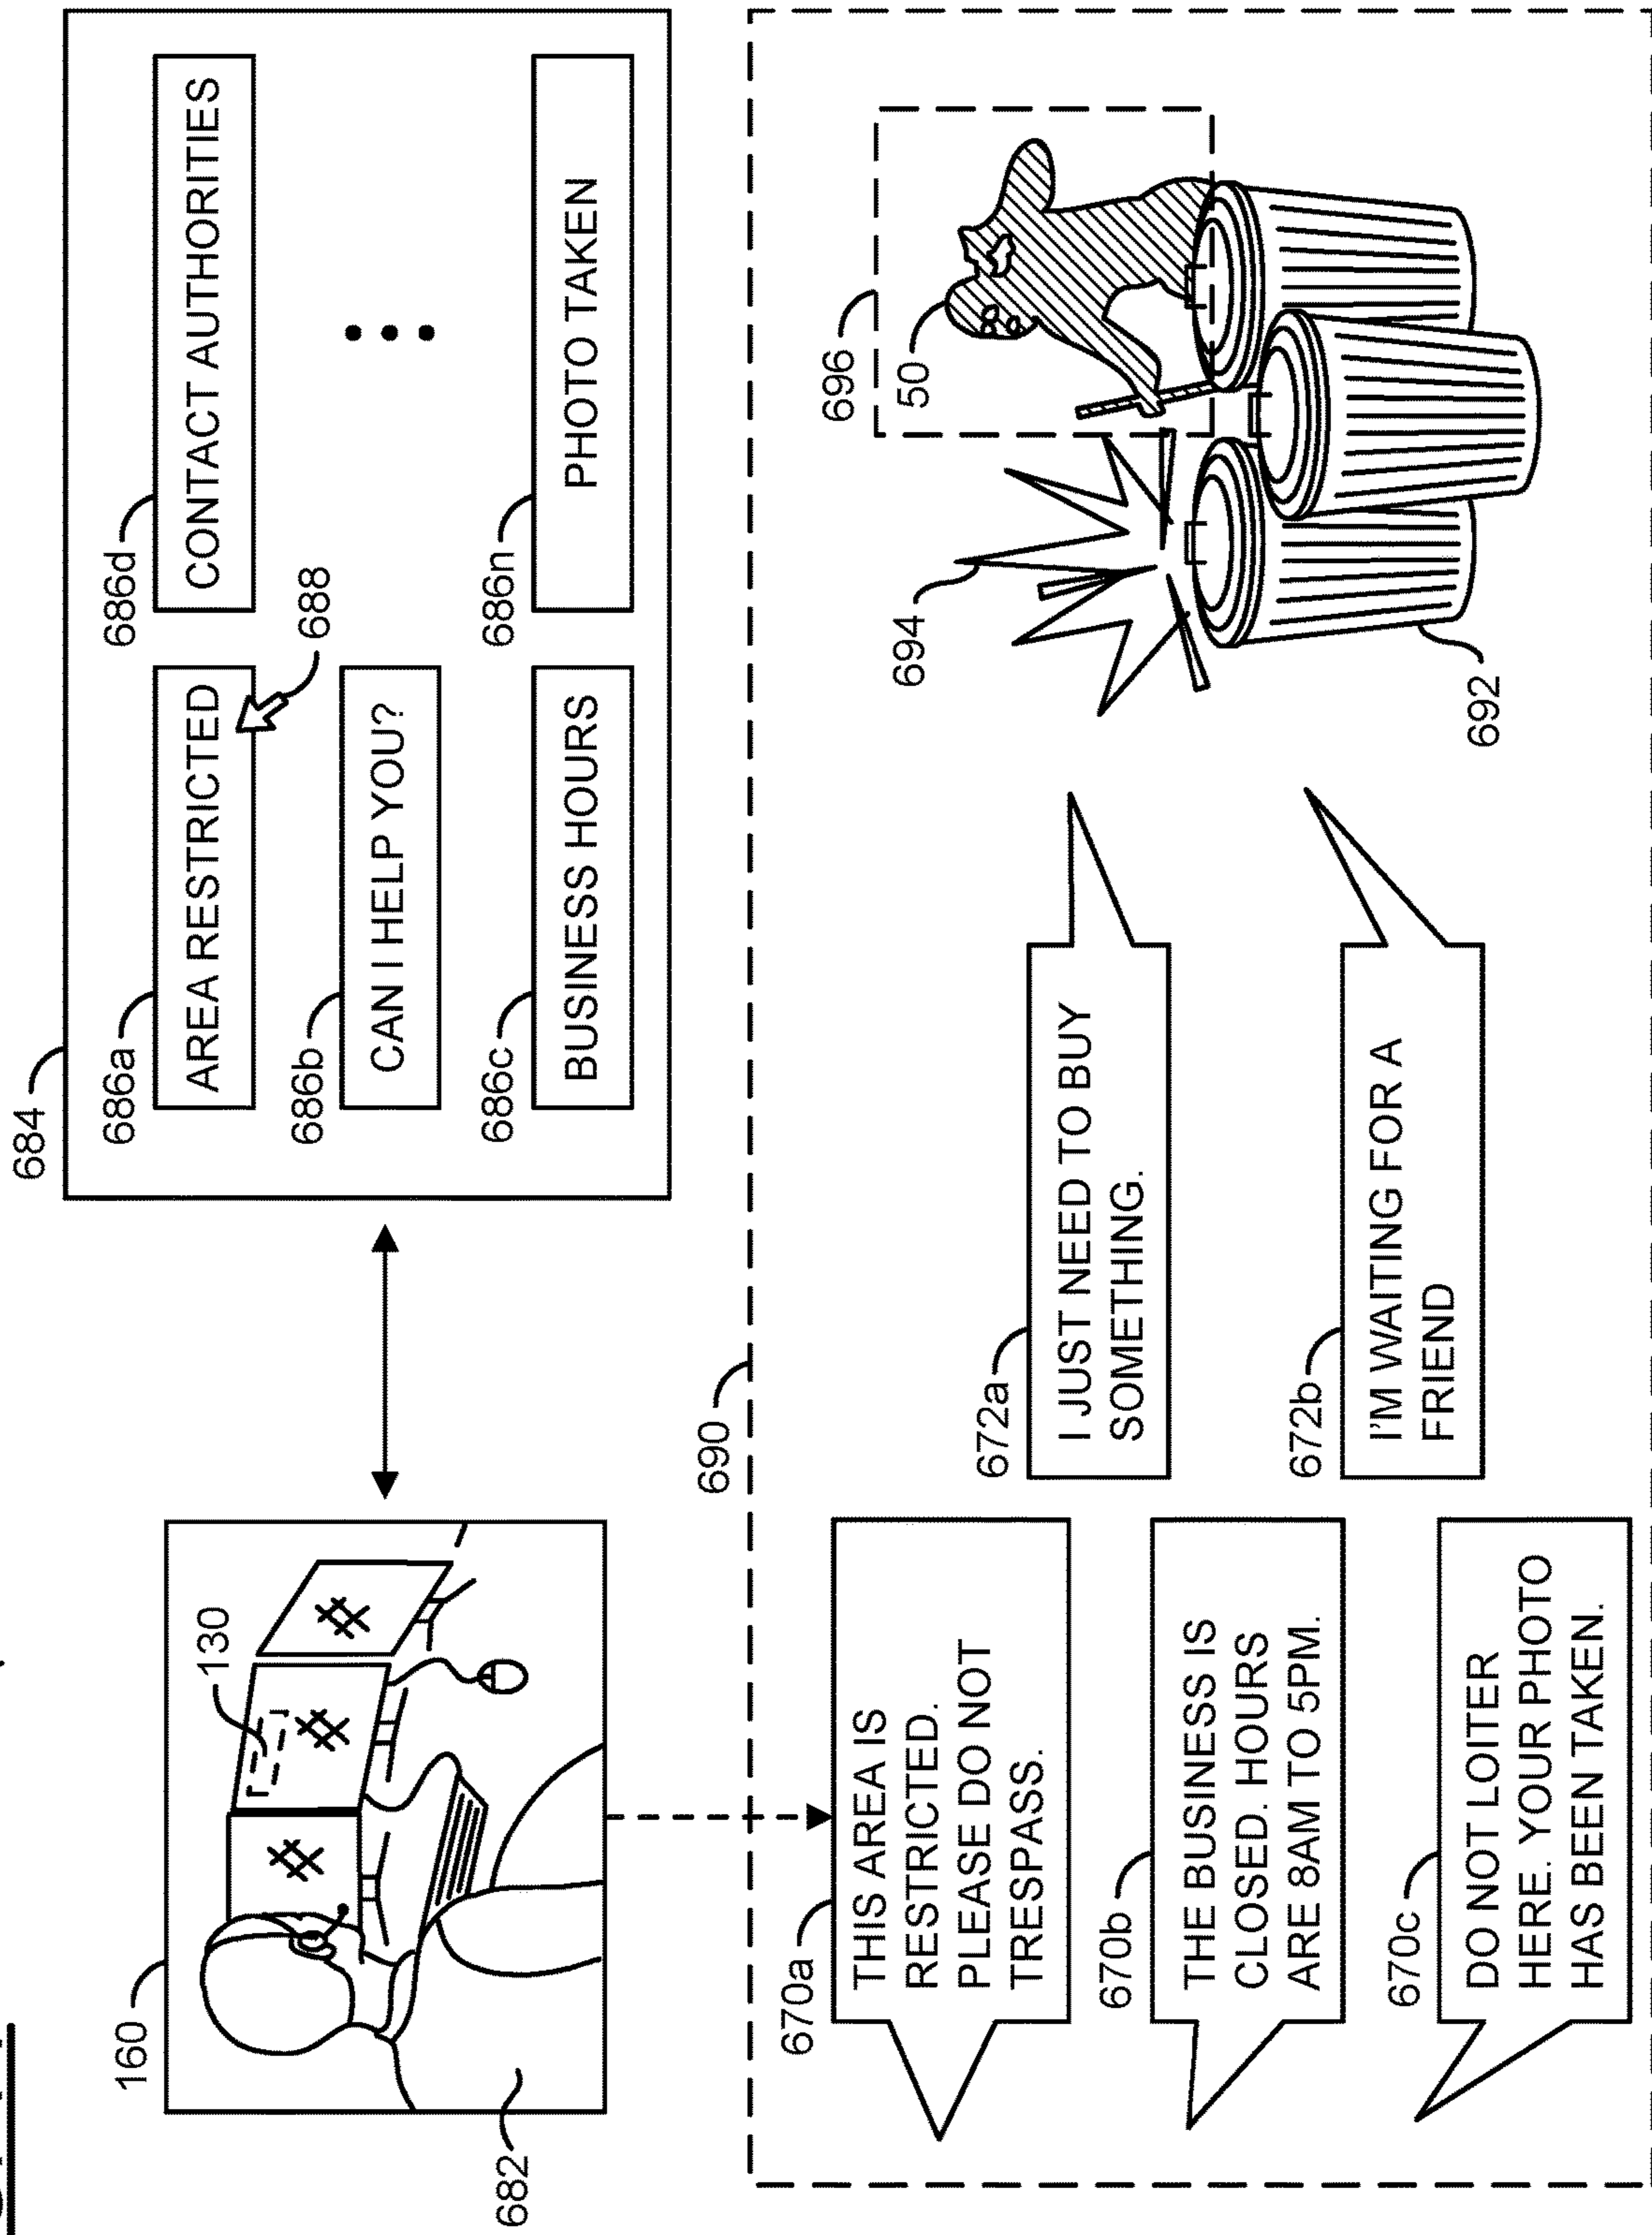 160
130
682
684
686a
AREA RESTRICTED
688
686b
CAN I HELP YOU?
686c
BUSINESS HOURS
686d
CONTACT AUTHORITIES
686n
PHOTO TAKEN
690
670a
THIS AREA IS
RESTRICTED.
PLEASE DO NOT
TRESPASS.
670b
THE BUSINESS IS
CLOSED. HOURS
ARE 8AM TO 5PM.
670c
DO NOT LOITER
HERE. YOUR PHOTO
HAS BEEN TAKEN.
672a
I JUST NEED TO BUY
SOMETHING.
672b
I'M WAITING FOR A
FRIEND
696
50
694
692